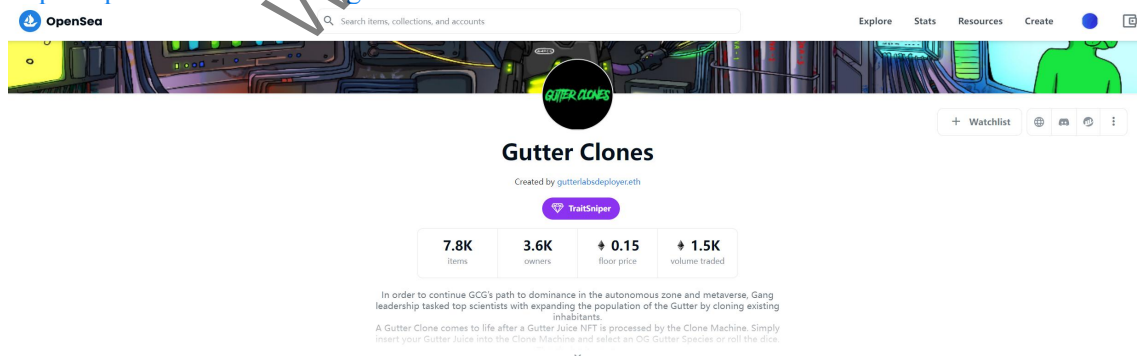 OpenSea
Search items, collections, and accounts
Explore Stats Resources Create
GUTTER CLONES
+ Watchlist
Gutter Clones
Created by gutterlabsdeployer.eth
TraitSniper
7.8K 3.6K 0.15 1.5K
items owners floor price volume traded
In order to continue GCG's path to dominance in the autonomous zone and metaverse, Gang
leadership tasked top scientists with expanding the population of the Gutter by cloning existing
inhabitants.
A Gutter Clone comes to life after a Gutter Juice NFT is processed by the Clone Machine. Simply
insert your Gutter Juice into the Clone Machine and select an OG Gutter Species or roll the dice.